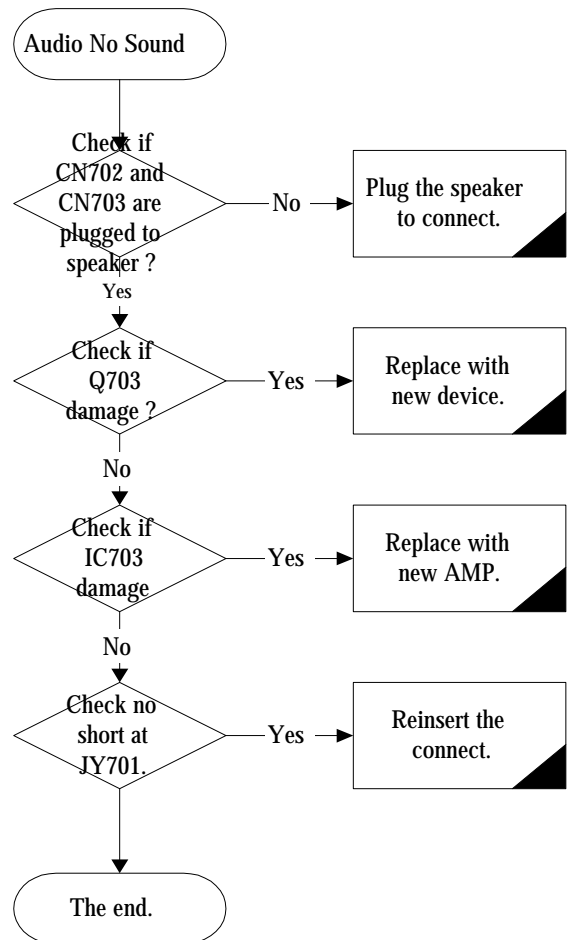 Audio No Sound
Check if
CN702 and
CN703 are
plugged to
speaker ?
No
Plug the speaker
to connect.
Yes
Check if
Q703
damage ?
Yes
Replace with
new device.
No
Check if
IC703
damage
Yes
Replace with
new AMP.
No
Check no
short at
JY701.
Yes
Reinsert the
connect.
The end.